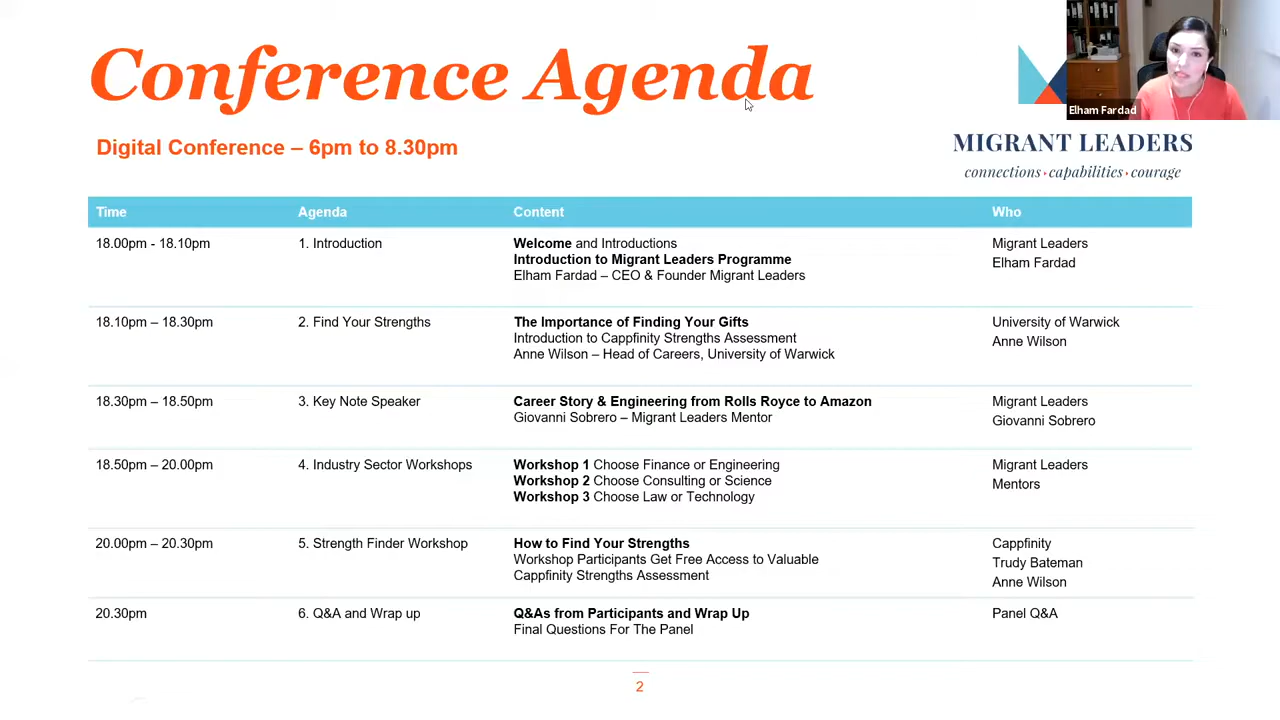 Conference Agenda
Elham Fardad
Digital Conference – 6pm to 8.30pm
MIGRANT LEADERS
connections • capabilities • courage
Time Agenda Content Who
18.00pm - 18.10pm 1. Introduction Welcome and Introductions Migrant Leaders
Introduction to Migrant Leaders Programme Elham Fardad
Elham Fardad – CEO & Founder Migrant Leaders
18.10pm – 18.30pm 2. Find Your Strengths The Importance of Finding Your Gifts University of Warwick
Introduction to Cappfinity Strengths Assessment Anne Wilson
Anne Wilson – Head of Careers, University of Warwick
18.30pm – 18.50pm 3. Key Note Speaker Career Story & Engineering from Rolls Royce to Amazon Migrant Leaders
Giovanni Sobrero – Migrant Leaders Mentor Giovanni Sobrero
18.50pm – 20.00pm 4. Industry Sector Workshops Workshop 1 Choose Finance or Engineering Migrant Leaders
Workshop 2 Choose Consulting or Science Mentors
Workshop 3 Choose Law or Technology
20.00pm – 20.30pm 5. Strength Finder Workshop How to Find Your Strengths Cappfinity
Workshop Participants Get Free Access to Valuable Trudy Bateman
Cappfinity Strengths Assessment Anne Wilson
20.30pm 6. Q&A and Wrap up Q&As from Participants and Wrap Up Panel Q&A
Final Questions For The Panel
2